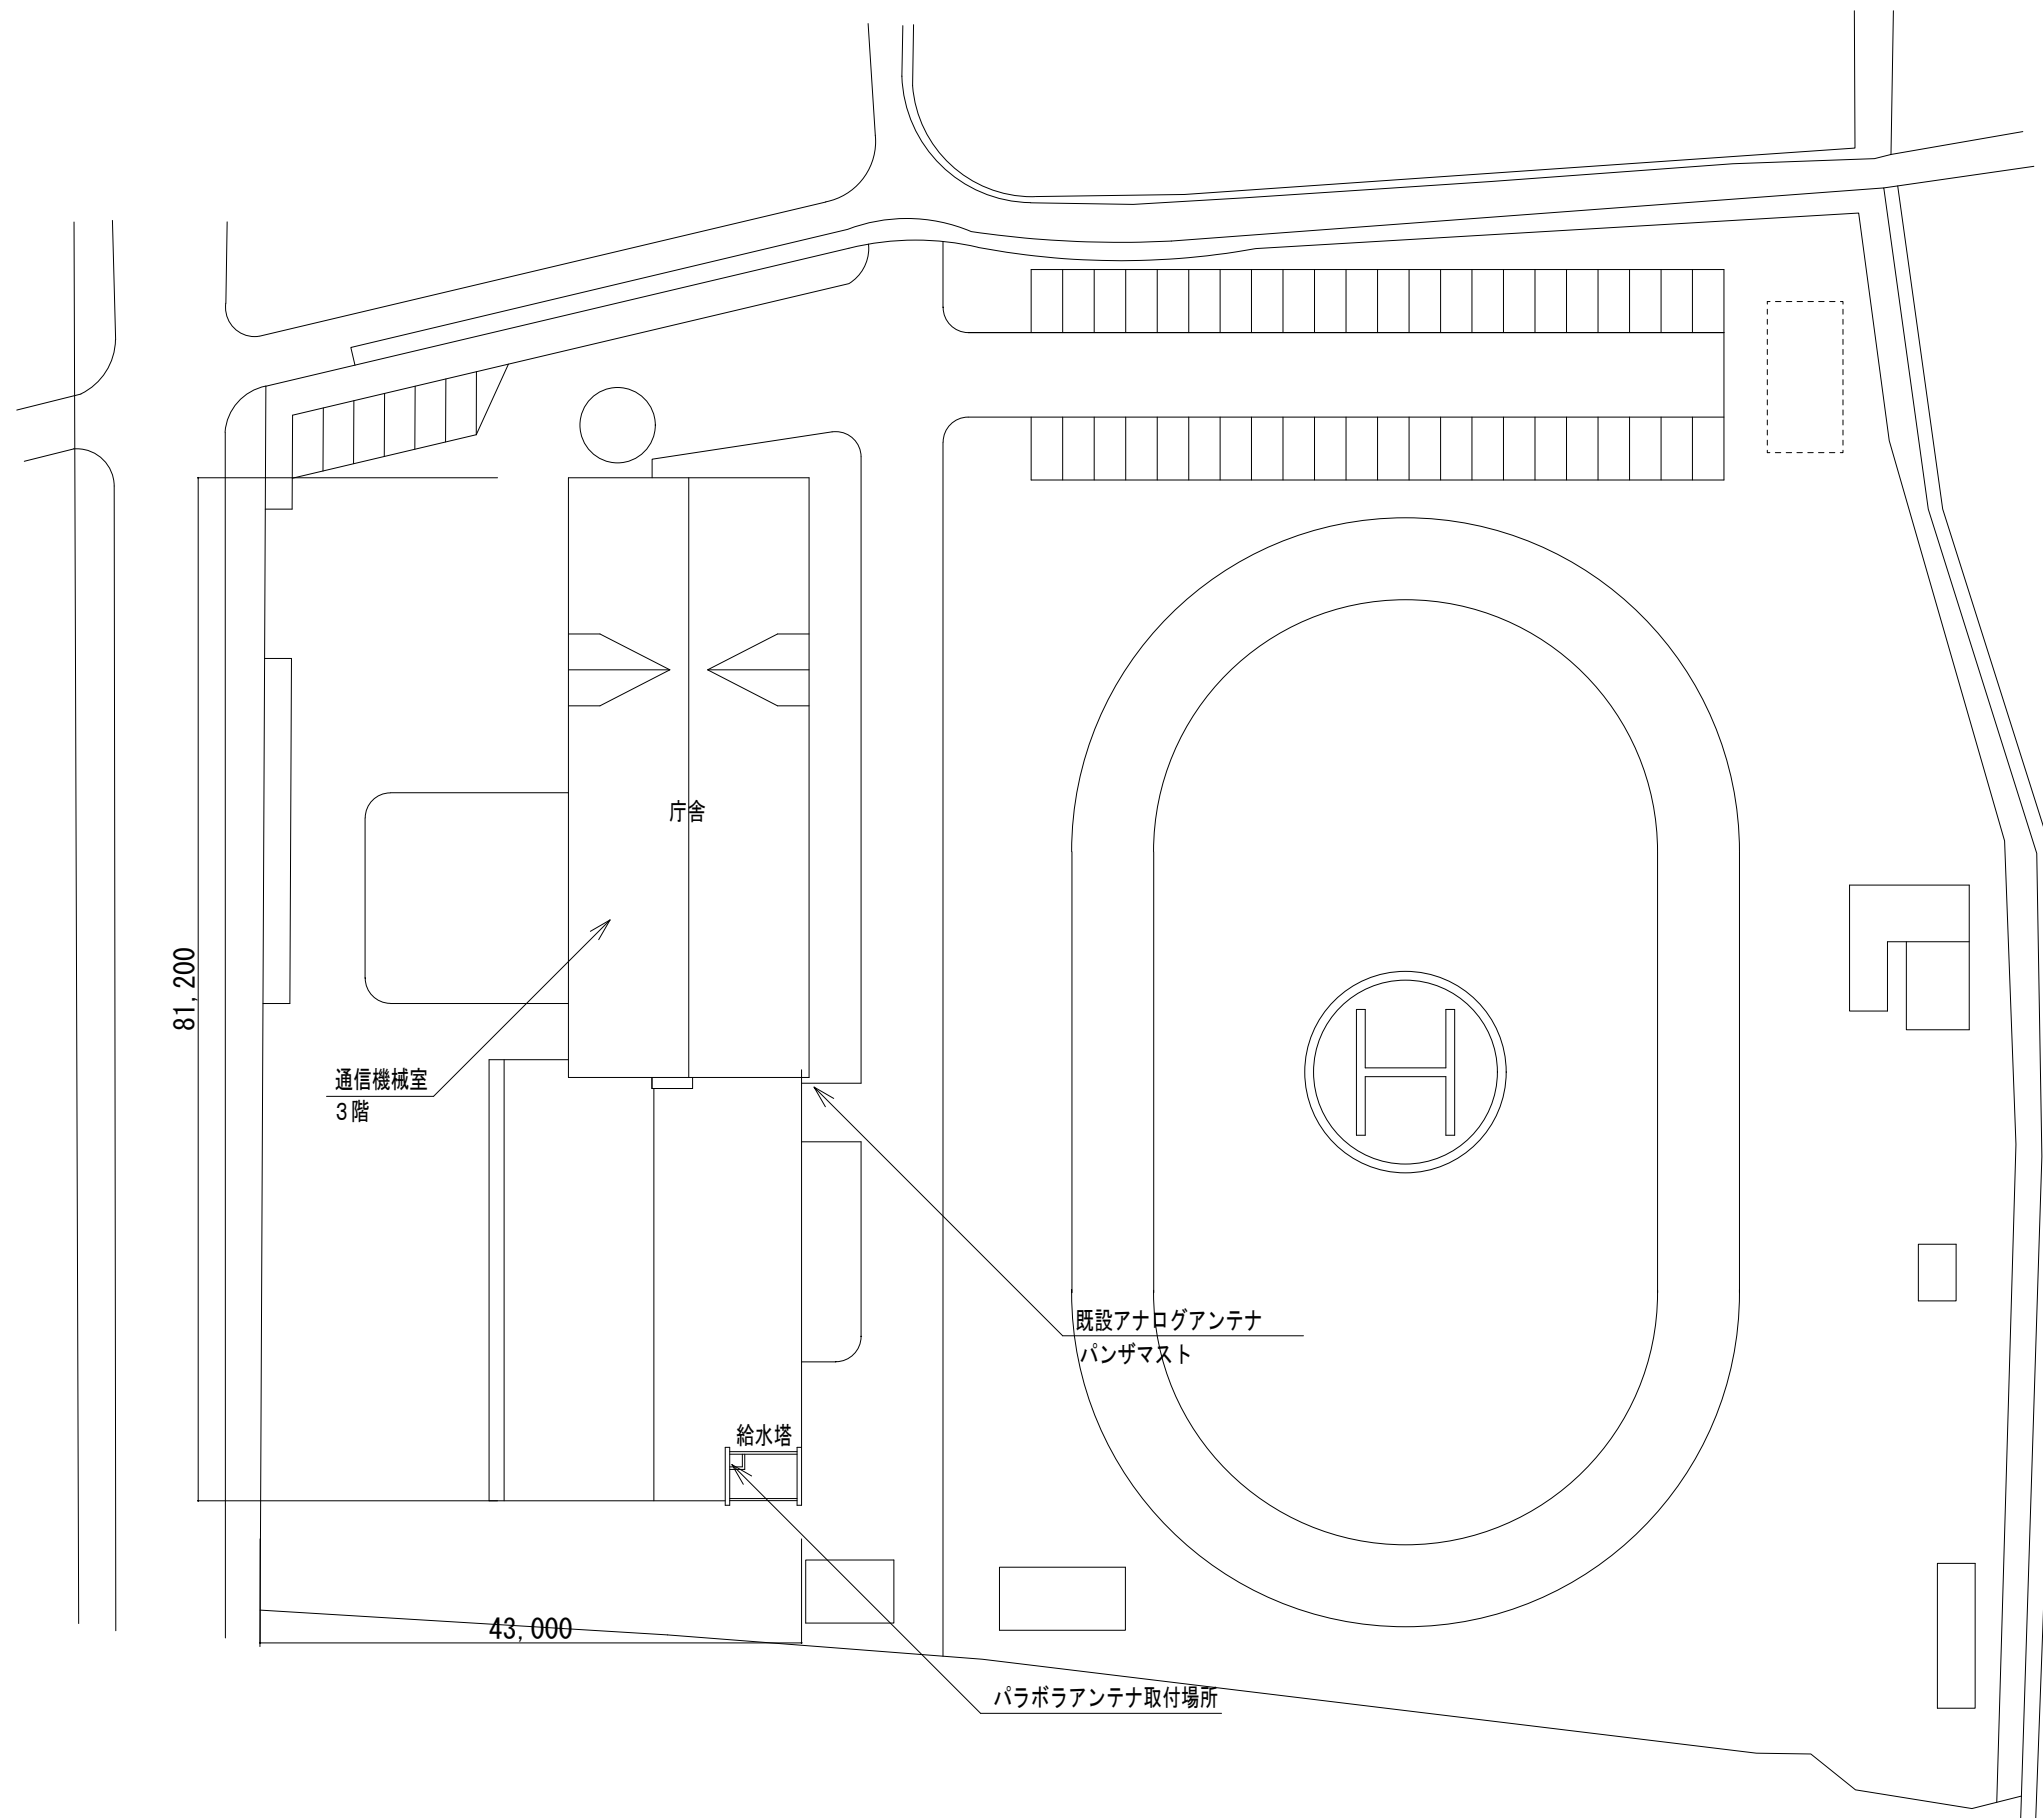 庁舎
81,200
通信機械室
3階
H
既設アナログアンテナ
パンザマスト
給水塔
43,000
パラボラアンテナ取付場所